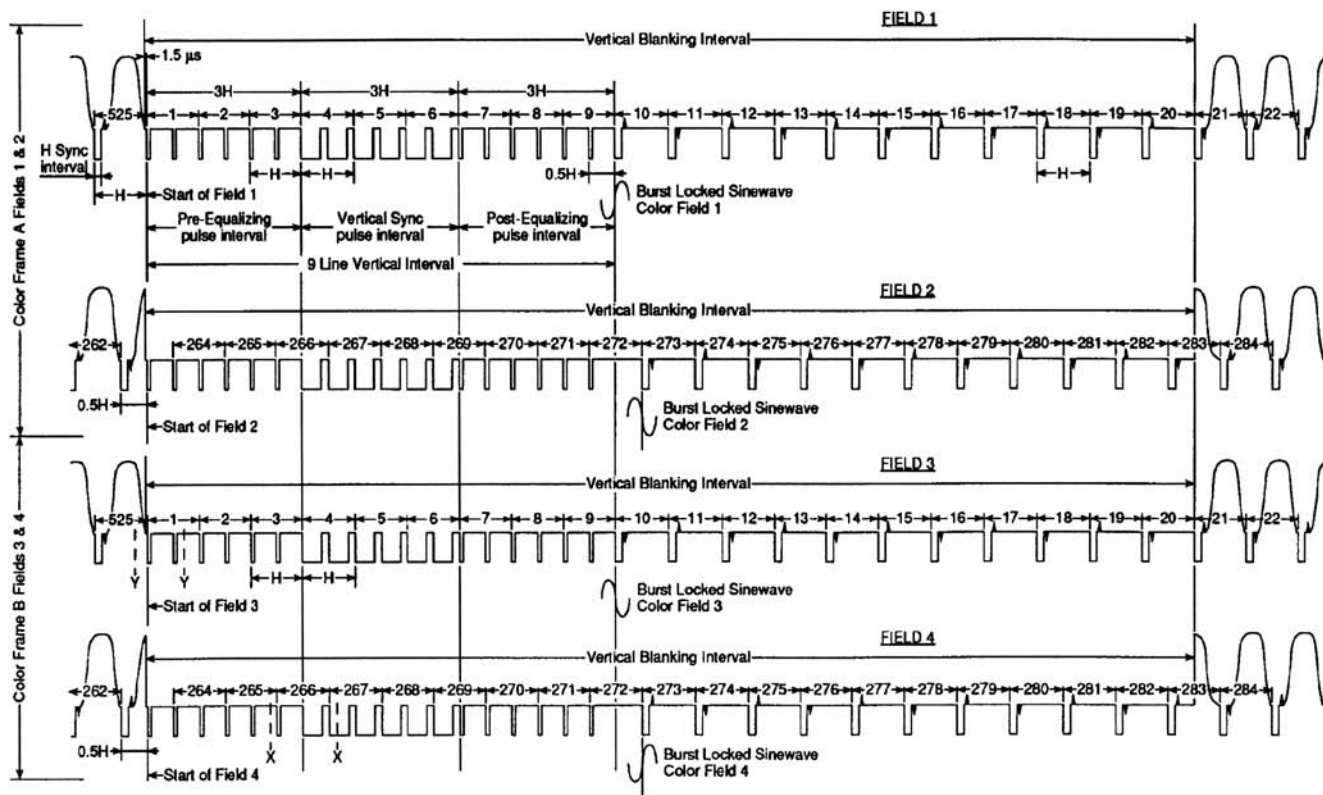 FIELD 1
Vertical Blanking Interval
1.5 µs
3H 3H 3H
525 1 2 3 4 5 6 7 8 9 10 11 12 13 14 15 16 17 18 19 20 21 22
H Sync
interval
H H H 0.5H H
Start of Field 1
Burst Locked Sinewave
Color Field 1
Pre-Equalizing
pulse interval
Vertical Sync
pulse interval
Post-Equalizing
pulse interval
9 Line Vertical Interval
Color Frame A Fields 1 & 2
FIELD 2
Vertical Blanking Interval
262 264 265 266 267 268 269 270 271 272 273 274 275 276 277 278 279 280 281 282 283 284
0.5H
Start of Field 2
Burst Locked Sinewave
Color Field 2
Color Frame B Fields 3 & 4
FIELD 3
Vertical Blanking Interval
525 1 2 3 4 5 6 7 8 9 10 11 12 13 14 15 16 17 18 19 20 21 22
Y Y H H
Start of Field 3
Burst Locked Sinewave
Color Field 3
FIELD 4
Vertical Blanking Interval
262 264 265 266 267 268 269 270 271 272 273 274 275 276 277 278 279 280 281 282 283 284
0.5H X X
Start of Field 4
Burst Locked Sinewave
Color Field 4